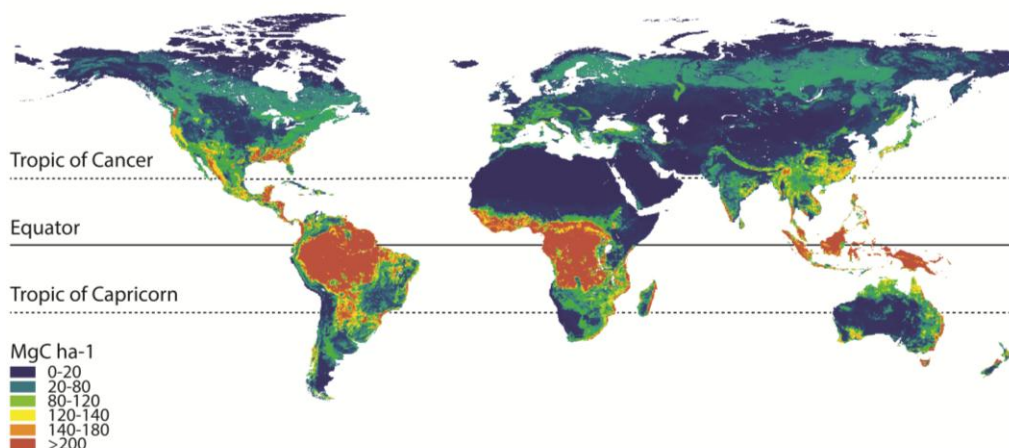 Tropic of Cancer
Equator
Tropic of Capricorn
MgC ha-1
0-20
20-80
80-120
120-140
140-180
>200